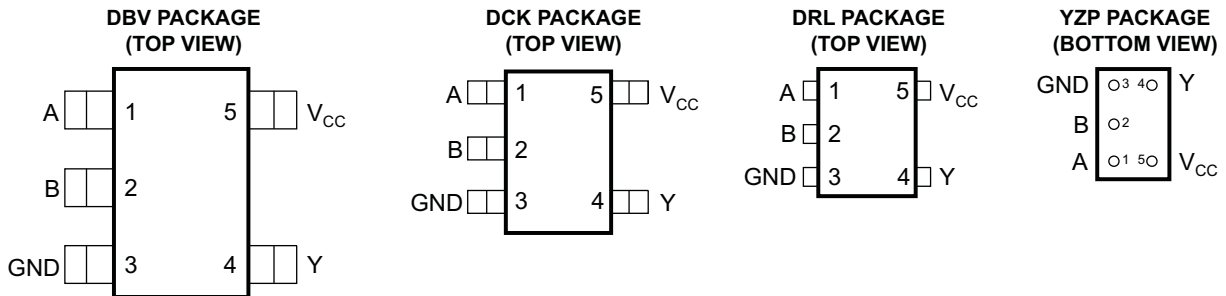 DBV PACKAGE
(TOP VIEW)
A 1 5 VCC
B 2
GND 3 4 Y
DCK PACKAGE
(TOP VIEW)
A 1 5 VCC
B 2
GND 3 4 Y
DRL PACKAGE
(TOP VIEW)
A 1 5 VCC
B 2
GND 3 4 Y
YZP PACKAGE
(BOTTOM VIEW)
GND 3 4 Y
B 2
A 1 5 VCC